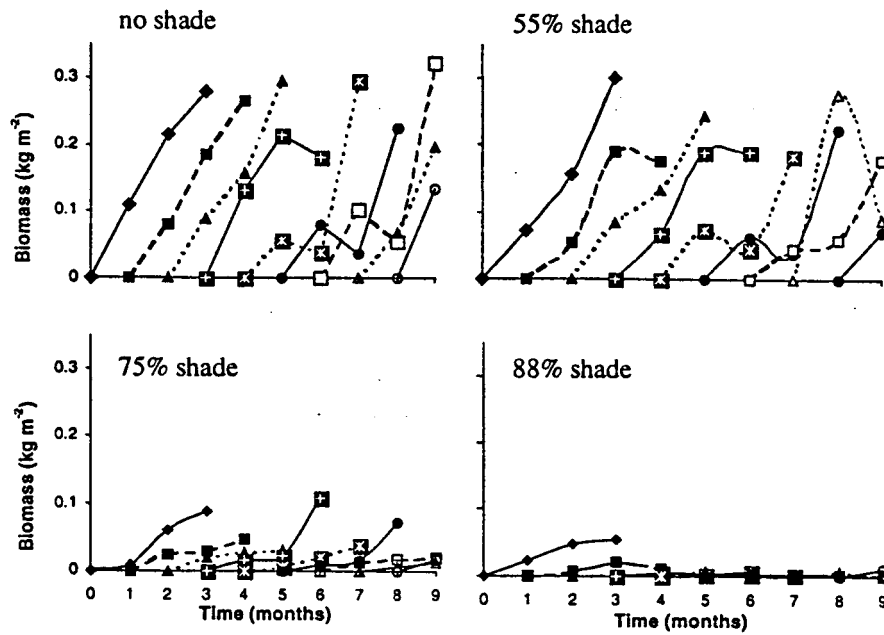 no shade
55% shade
0.3
0.2
0.1
0
Biomass (kg m⁻²)
0 1 2 3 4 5 6 7 8 9
0 1 2 3 4 5 6 7 8 9
75% shade
88% shade
0.3
0.2
0.1
0
Biomass (kg m⁻²)
0 1 2 3 4 5 6 7 8 9
0 1 2 3 4 5 6 7 8 9
Time (months)
Time (months)